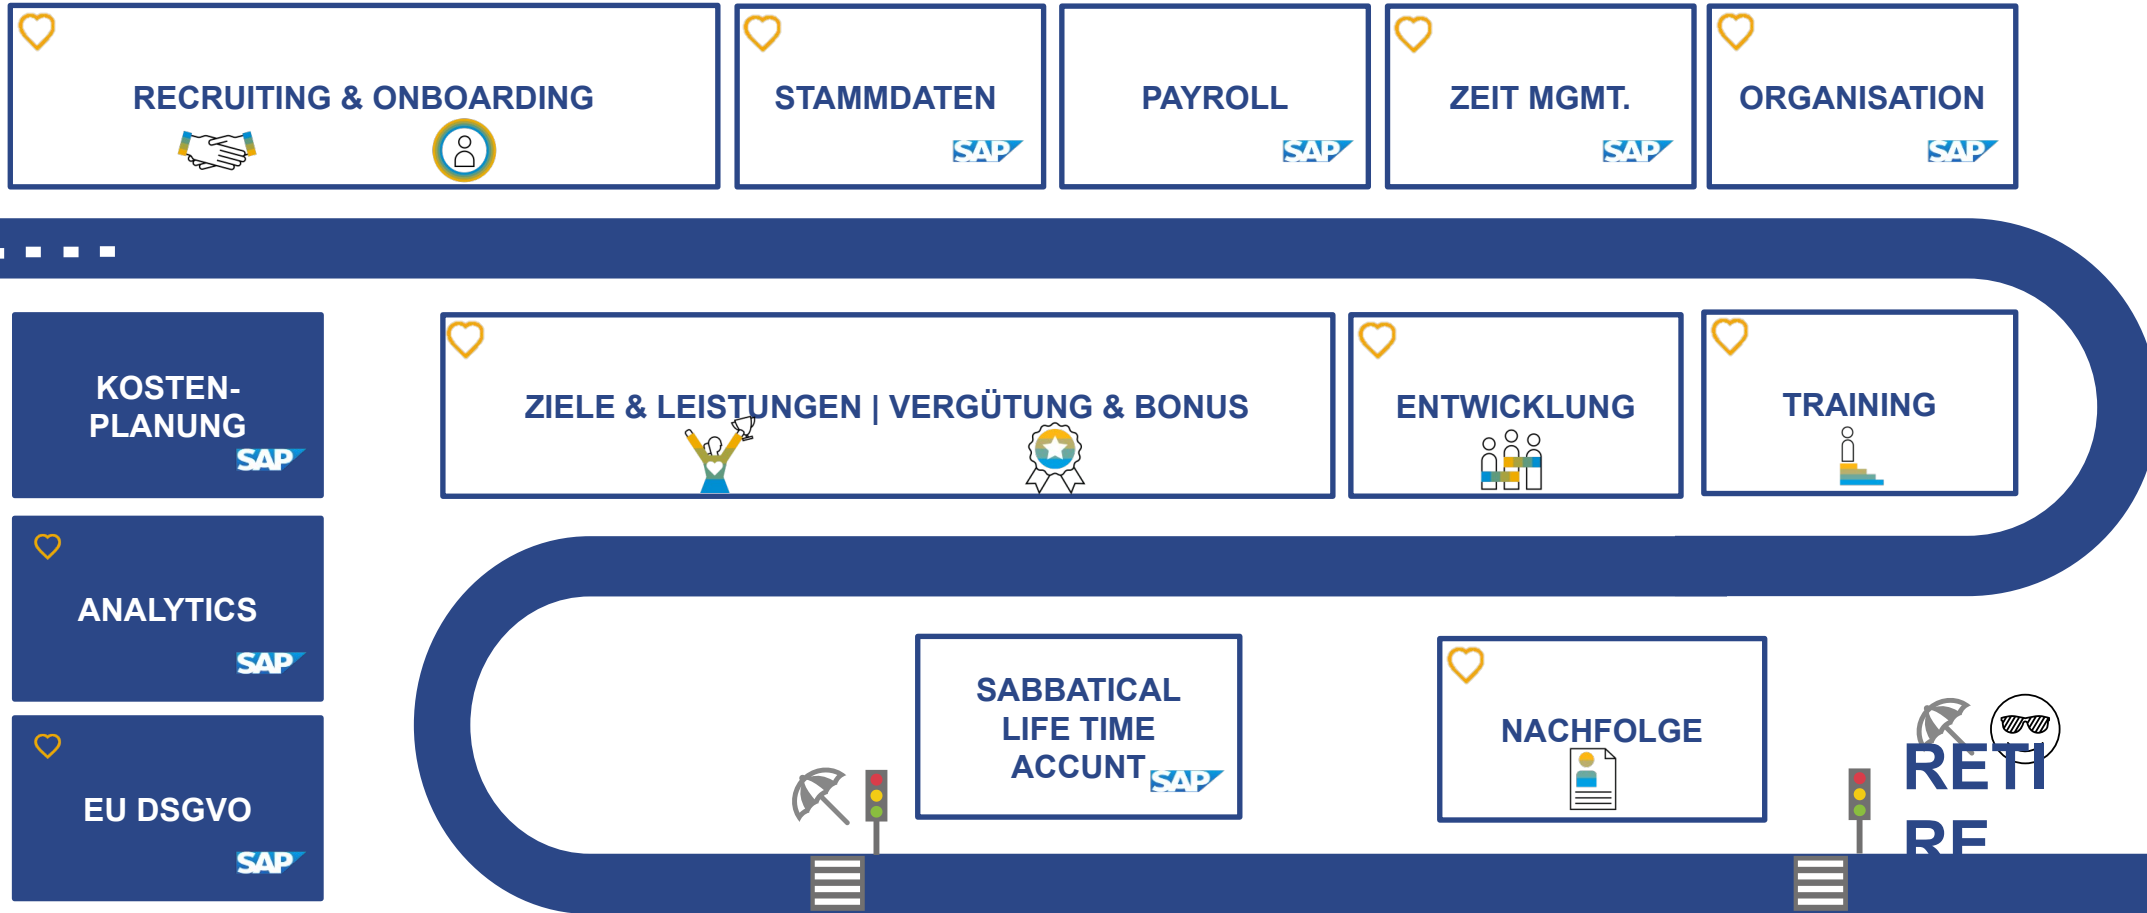 RECRUITING & ONBOARDING
STAMMDATEN
SAP
PAYROLL
SAP
ZEIT MGMT.
SAP
ORGANISATION
SAP
KOSTEN-
PLANUNG
SAP
ZIELE & LEISTUNGEN | VERGÜTUNG & BONUS
ENTWICKLUNG
TRAINING
ANALYTICS
SAP
EU DSGVO
SAP
SABBATICAL
LIFE TIME
ACCUNT
SAP
NACHFOLGE
RETI
RE